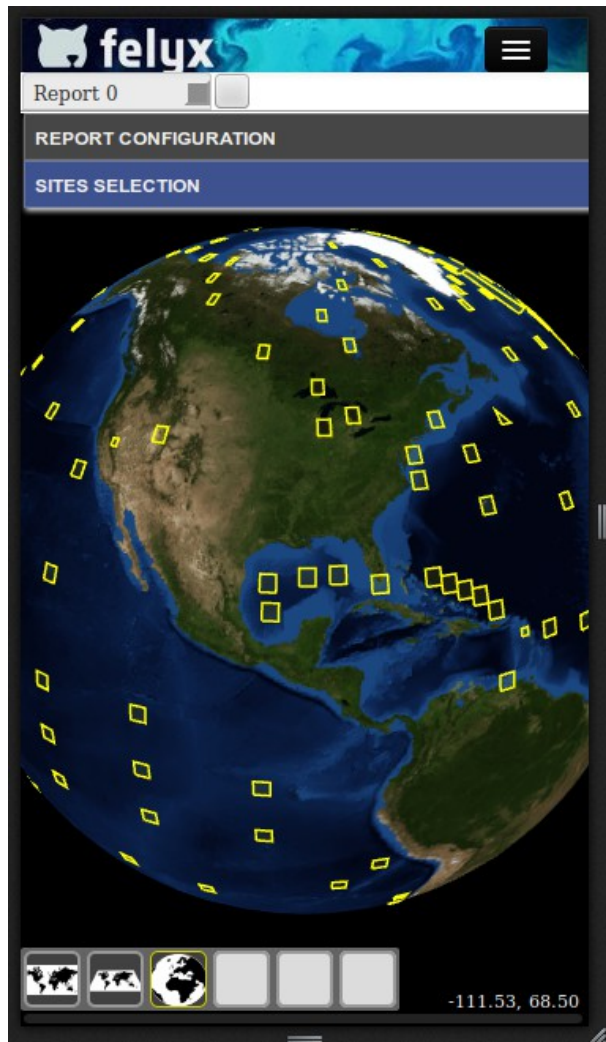 felyx
Report 0
REPORT CONFIGURATION
SITES SELECTION
-111.53, 68.50